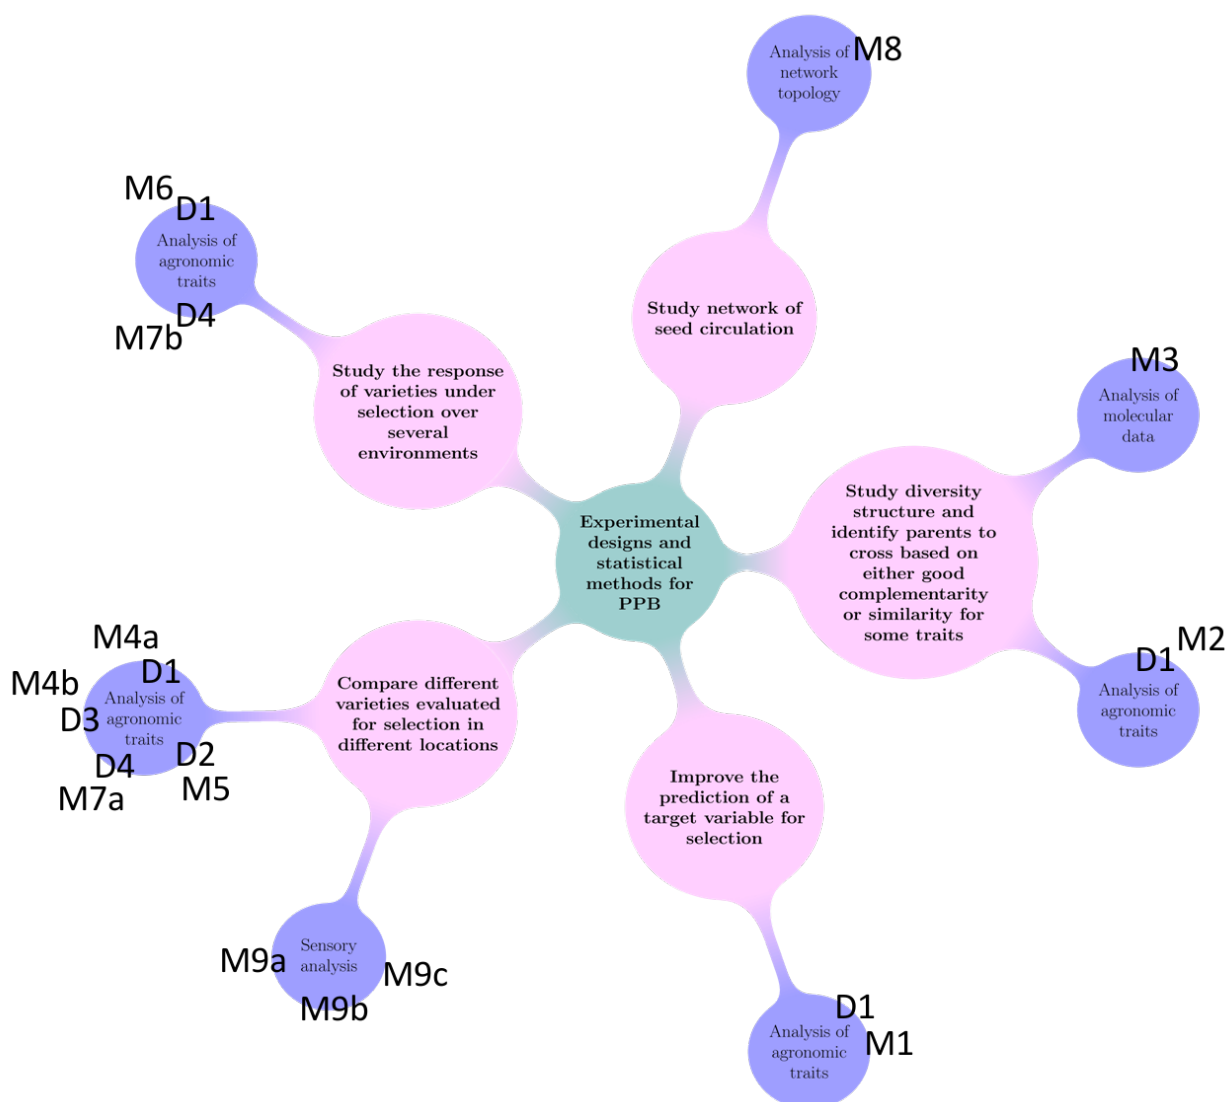 Analysis of
network
topology
M8
M6
D1
Analysis of
agronomic
traits
D4
M7b
Study network of
seed circulation
Study the response
of varieties under
selection over
several
environments
M3
Analysis of
molecular
data
Experimental
designs and
statistical
methods for
PPB
Study diversity
structure and
identify parents to
cross based on
either good
complementarity
or similarity for
some traits
M2
D1
Analysis of
agronomic
traits
M4a
D1
M4b
Analysis of
agronomic
traits
D3
D2
D4
M7a
M5
Compare different
varieties evaluated
for selection in
different locations
Improve the
prediction of a
target variable for
selection
Sensory
analysis
M9a
M9c
M9b
D1
Analysis of
agronomic
traits
M1